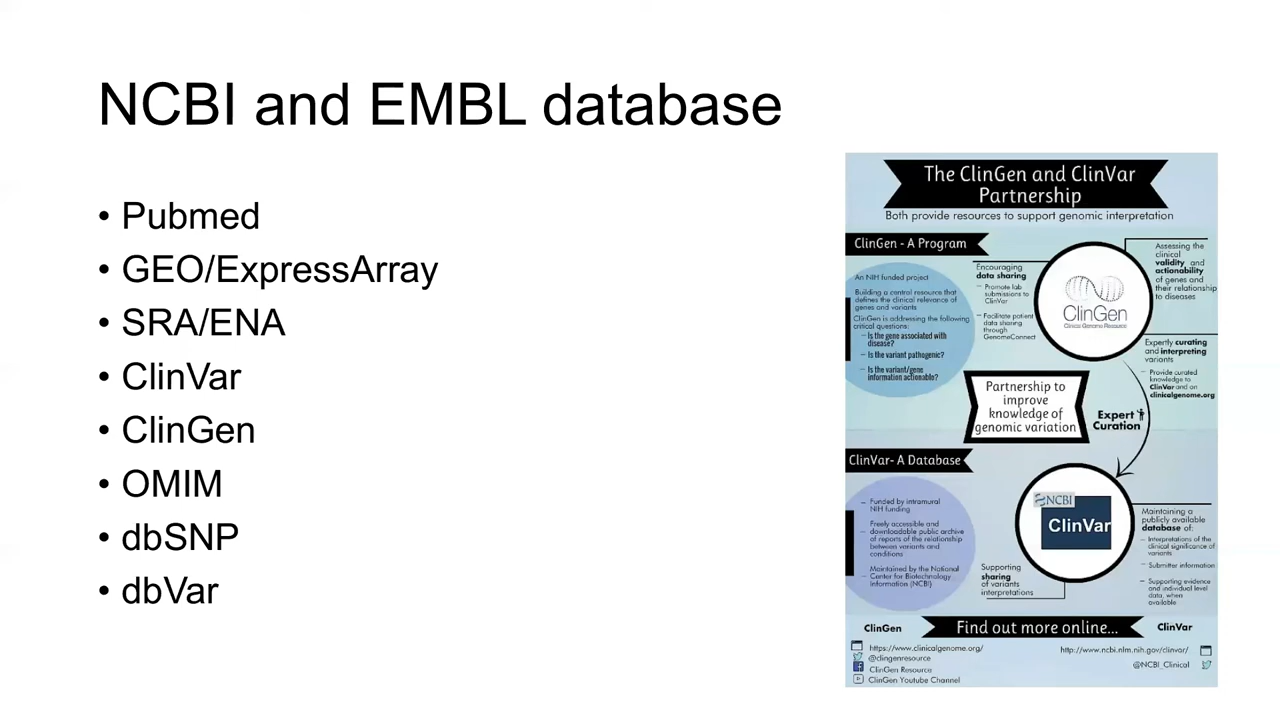 NCBI and EMBL database
• Pubmed
• GEO/ExpressArray
• SRA/ENA
• ClinVar
• ClinGen
• OMIM
• dbSNP
• dbVar
The ClinGen and ClinVar
Partnership
Both provide resources to support genomic interpretation
ClinGen - A Program
An NIH funded project
Building a central resource that
defines the clinical relevance of
genes and variants
ClinGen is addressing the following
critical questions:
— Is the gene associated with
disease?
— Is the variant pathogenic?
— Is the variant/gene
information actionable?
Encouraging
data sharing
— Promote lab
submissions to
ClinVar
— Facilitate patient
data sharing
through
GenomeConnect
ClinGen
Clinical Genome Resource
Assessing the
clinical
validity and
actionability
of genes and
their relationship
to diseases
Expertly curating
and interpreting
variants
— Provide curated
knowledge to
ClinVar and on
clinicalgenome.org
Partnership to
improve
knowledge of
genomic variation
Expert
Curation
ClinVar- A Database
— Funded by intramural
NIH funding
— Freely accessible and
downloadable public archive
of reports of the relationship
between variants and
conditions
— Maintained by the National
Center for Biotechnology
Information (NCBI)
NCBI
ClinVar
Supporting
sharing
of variants
interpretations
Maintaining a
publicly available
database of:
— Interpretations of the
clinical significance of
variants
— Submitter information
— Supporting evidence
and individual level
data, when
available
ClinGen
Find out more online...
ClinVar
https://www.clinicalgenome.org/
@clingenresource
ClinGen Resource
ClinGen Youtube Channel
http://www.ncbi.nlm.nih.gov/clinvar/
@NCBI_Clinical